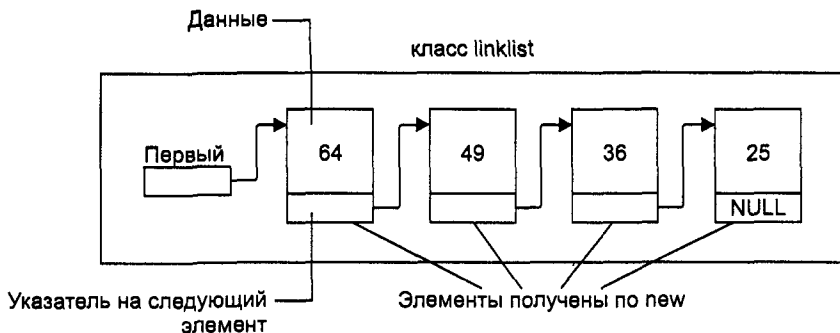 Данные
класс linklist
Первый
64
49
36
25
NULL
Указатель на следующий
элемент
Элементы получены по new